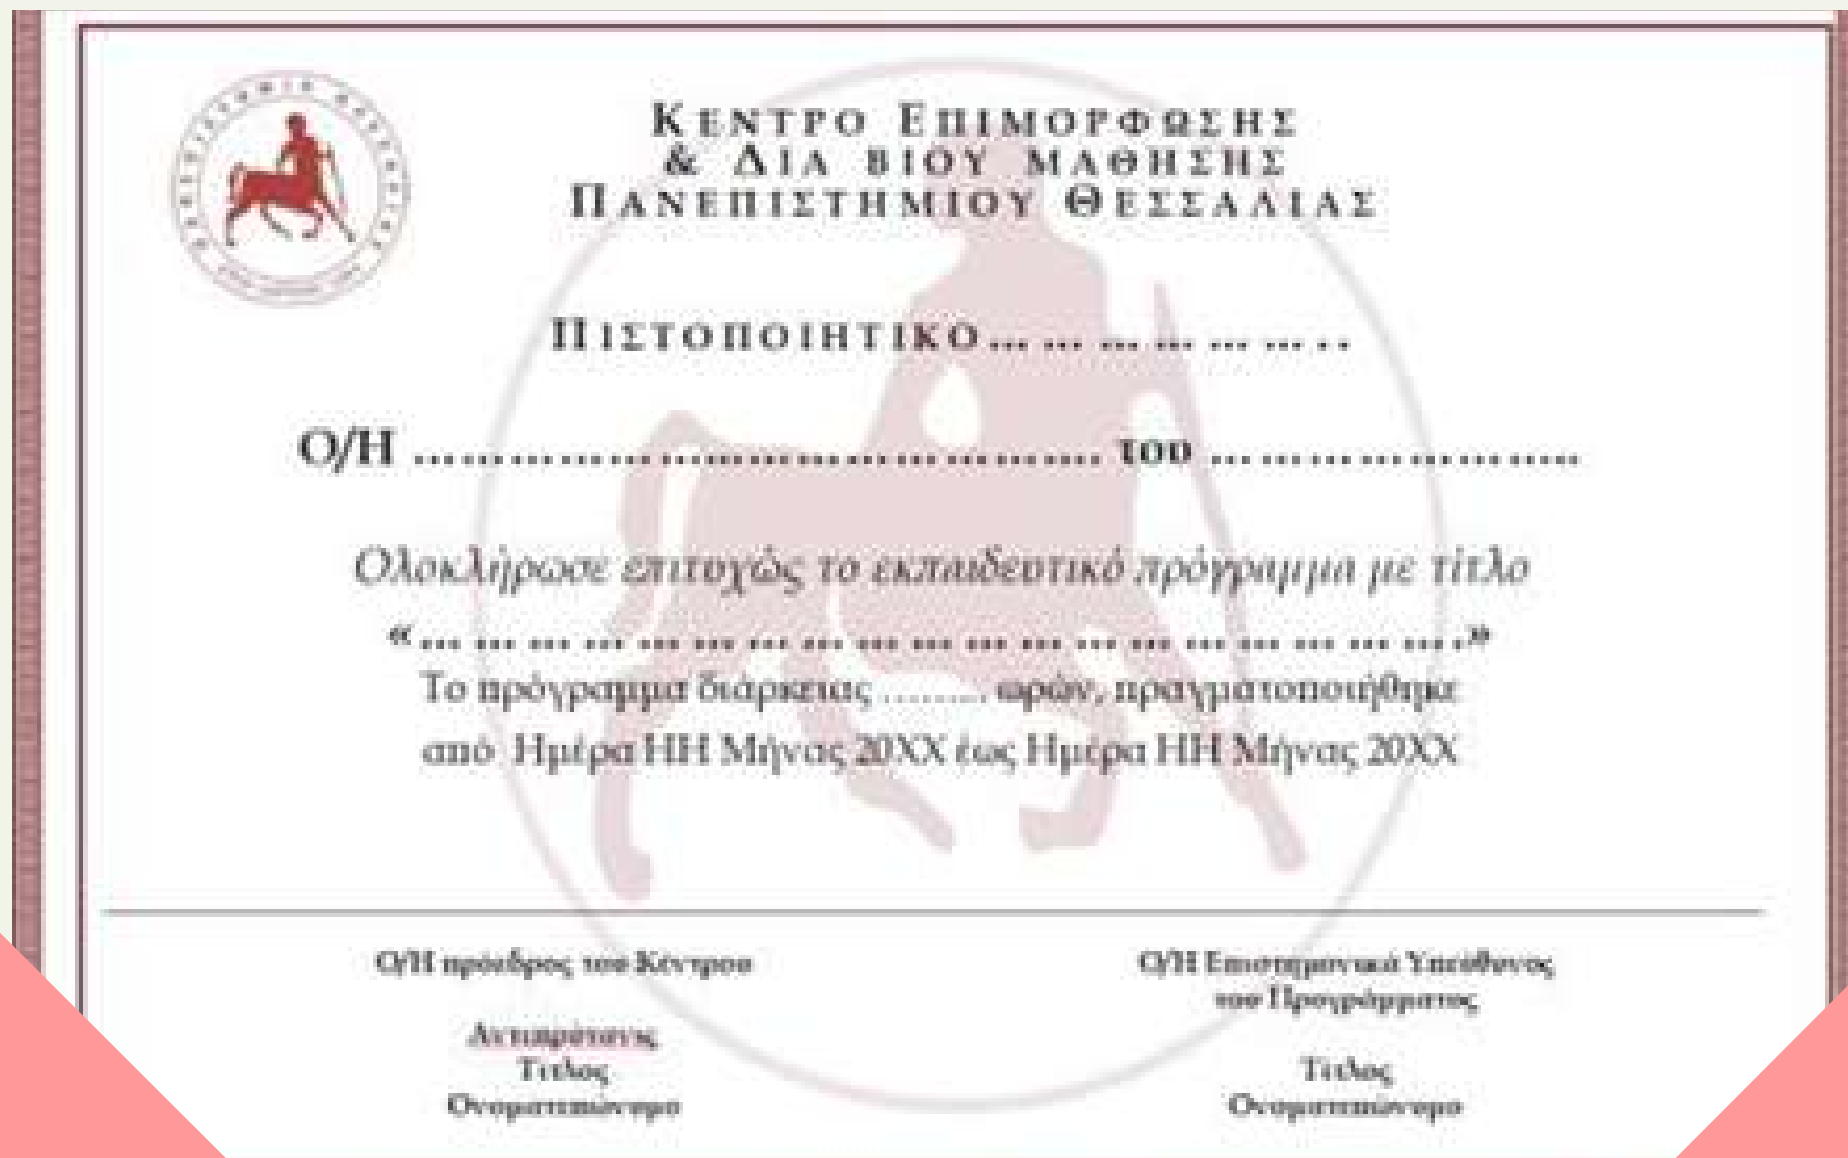 ΠΑΝΕΠΙΣΤΗΜΙΟ ΘΕΣΣΑΛΙΑΣ
ΚΕΝΤΡΟ ΕΠΙΜΟΡΦΩΣΗΣ
& ΔΙΑ ΒΙΟΥ ΜΑΘΗΣΗΣ
ΠΑΝΕΠΙΣΤΗΜΙΟΥ ΘΕΣΣΑΛΙΑΣ
ΠΙΣΤΟΠΟΙΗΤΙΚΟ... ... ... ... ... ... . .
Ο/Η ............................................. του ..........................
Ολοκλήρωσε επιτυχώς το εκπαιδευτικό πρόγραμμα με τίτλο
«... ... ... ... ... ... ... ... ... ... ... ... ... ... ... ... ... ... ... ....»
Το πρόγραμμα διάρκειας ......... ωρών, πραγματοποιήθηκε
από Ημέρα ΗΗ Μήνας 20ΧΧ έως Ημέρα ΗΗ Μήνας 20ΧΧ
Ο/Η πρόεδρος του Κέντρου
Αντιπρύτανης
Τίτλος
Ονοματεπώνυμο
Ο/Η Επιστημονικά Υπεύθυνος
του Προγράμματος
Τίτλος
Ονοματεπώνυμο